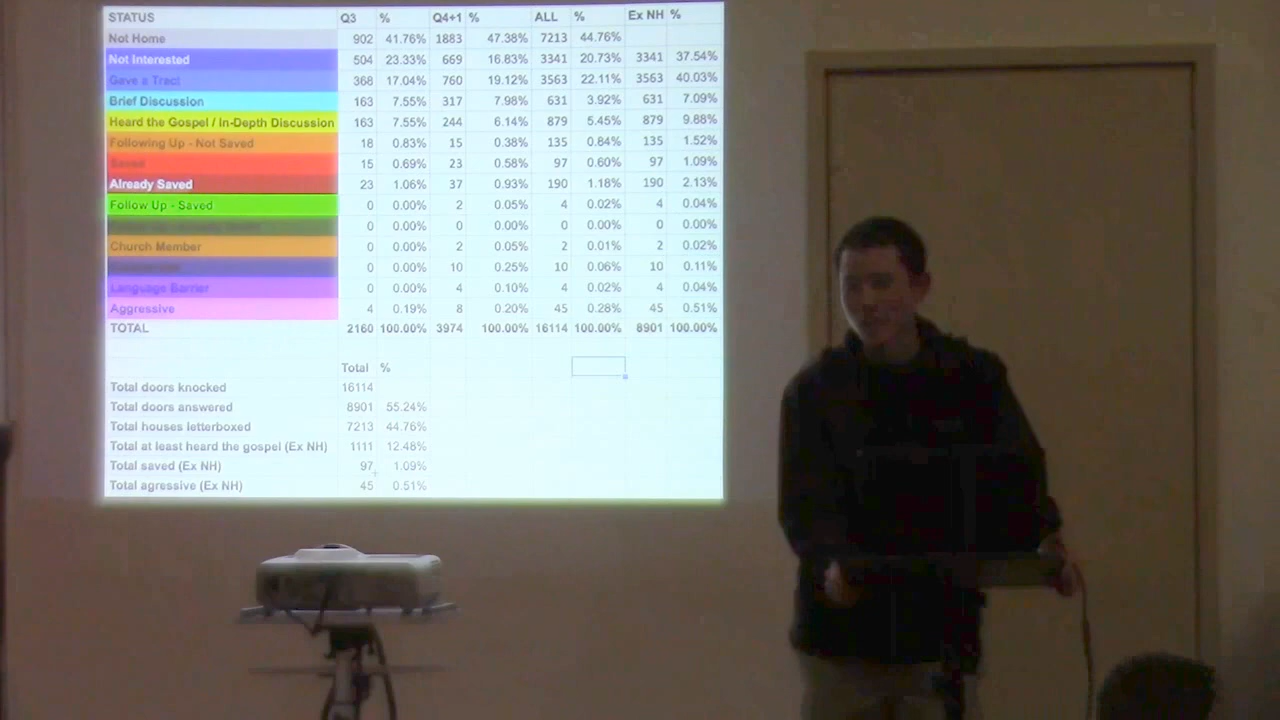 STATUS Q3 % Q4+1 % ALL % Ex NH %
Not Home 902 41.76% 1883 47.38% 7213 44.76%
Not Interested 504 23.33% 669 16.83% 3341 20.73% 3341 37.54%
Gave a Tract 368 17.04% 760 19.12% 3563 22.11% 3563 40.03%
Brief Discussion 163 7.55% 317 7.98% 631 3.92% 631 7.09%
Heard the Gospel / In-Depth Discussion 163 7.55% 244 6.14% 879 5.45% 879 9.88%
Following Up - Not Saved 18 0.83% 15 0.38% 135 0.84% 135 1.52%
Saved 15 0.69% 23 0.58% 97 0.60% 97 1.09%
Already Saved 23 1.06% 37 0.93% 190 1.18% 190 2.13%
Follow Up - Saved 0 0.00% 2 0.05% 4 0.02% 4 0.04%
0 0.00% 0 0.00% 0 0.00% 0 0.00%
Church Member 0 0.00% 2 0.05% 2 0.01% 2 0.02%
0 0.00% 10 0.25% 10 0.06% 10 0.11%
Language Barrier 0 0.00% 4 0.10% 4 0.02% 4 0.04%
Aggressive 4 0.19% 8 0.20% 45 0.28% 45 0.51%
TOTAL 2160 100.00% 3974 100.00% 16114 100.00% 8901 100.00%
Total %
Total doors knocked 16114
Total doors answered 8901 55.24%
Total houses letterboxed 7213 44.76%
Total at least heard the gospel (Ex NH) 1111 12.48%
Total saved (Ex NH) 97 1.09%
Total agressive (Ex NH) 45 0.51%